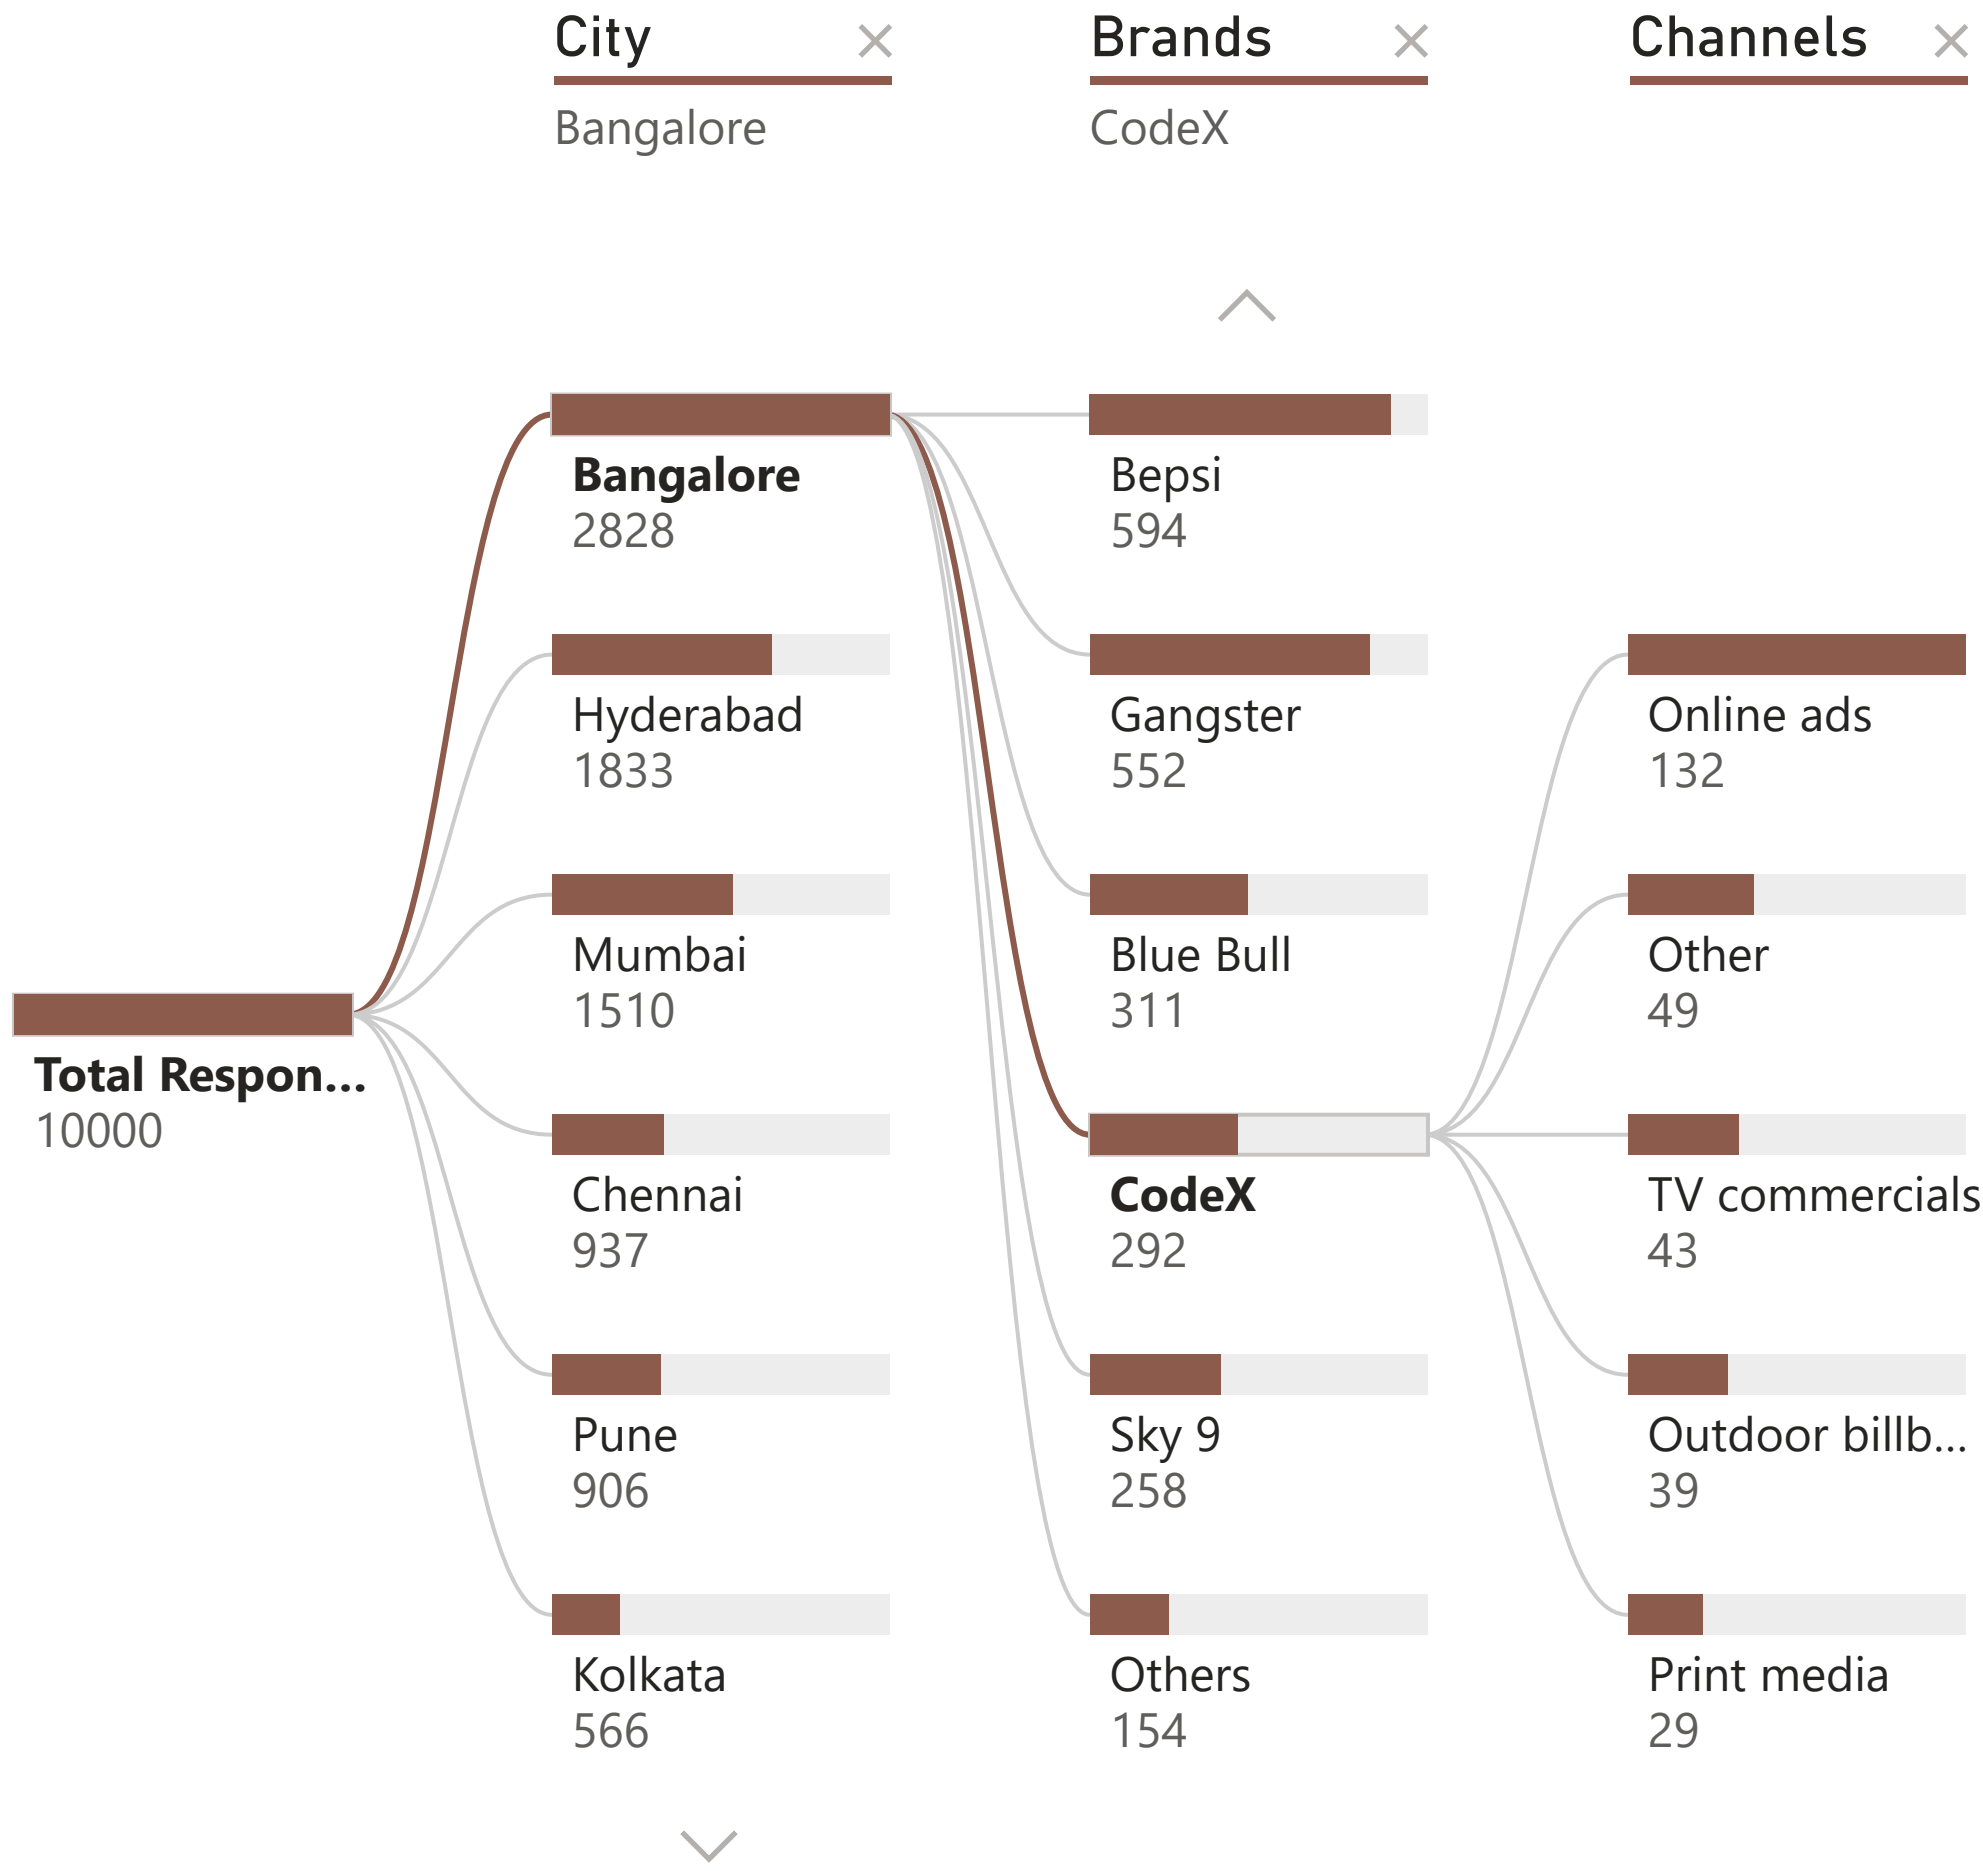 City
Brands
Channels
Bangalore
CodeX
Bangalore
2828
Bepsi
594
Hyderabad
1833
Gangster
552
Online ads
132
Mumbai
1510
Blue Bull
311
Other
49
Total Respon...
10000
Chennai
937
CodeX
292
TV commercials
43
Pune
906
Sky 9
258
Outdoor billb...
39
Kolkata
566
Others
154
Print media
29